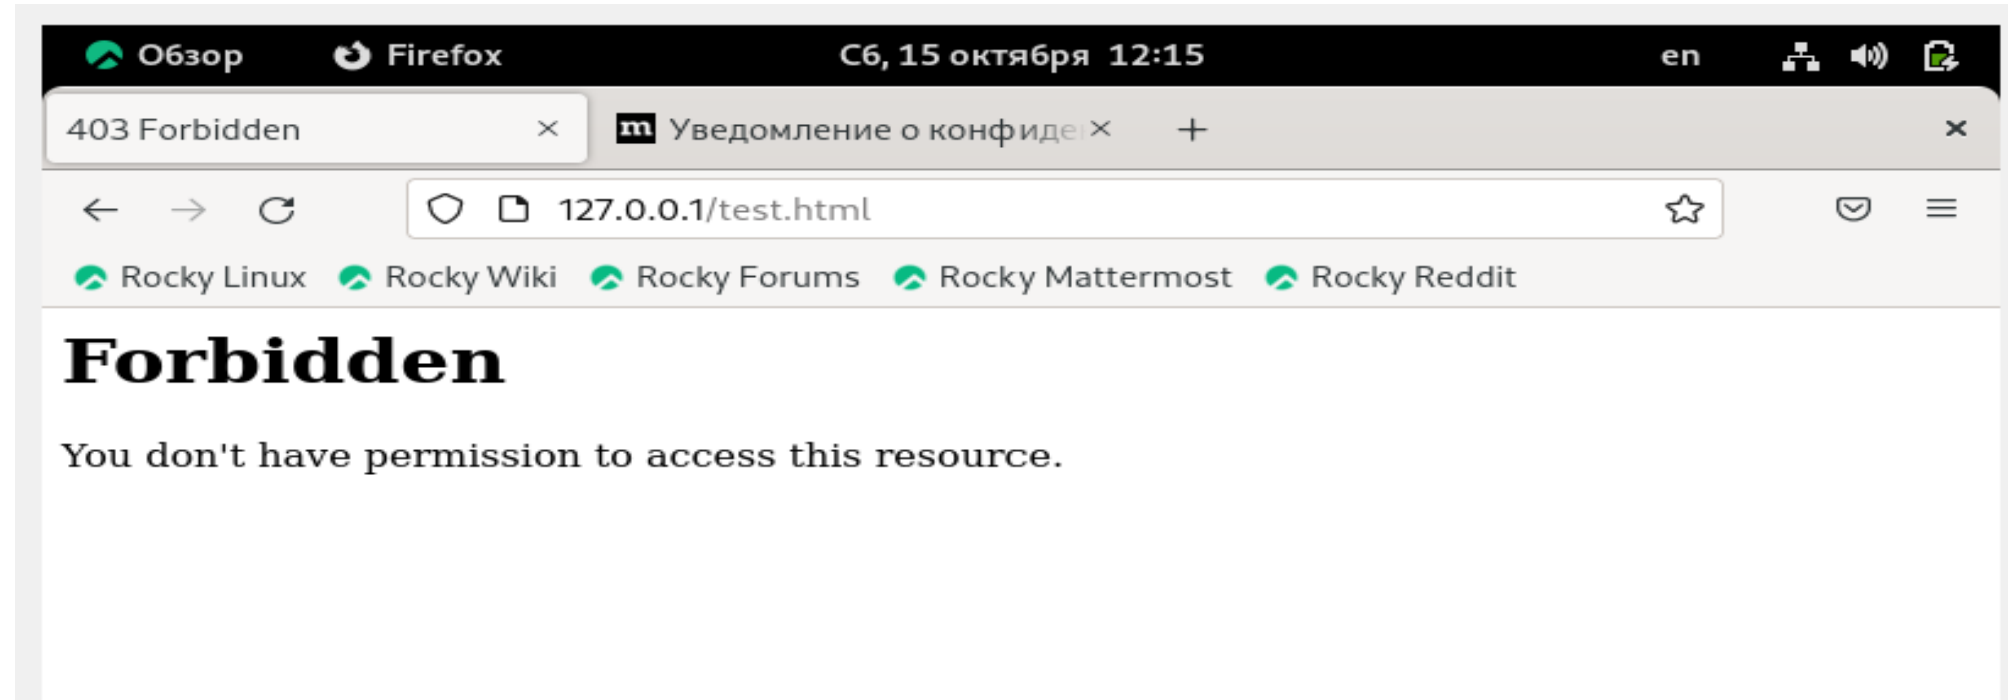 Обзор Firefox Сб, 15 октября 12:15 en
403 Forbidden m Уведомление о конфиде
127.0.0.1/test.html
Rocky Linux Rocky Wiki Rocky Forums Rocky Mattermost Rocky Reddit
Forbidden
You don't have permission to access this resource.